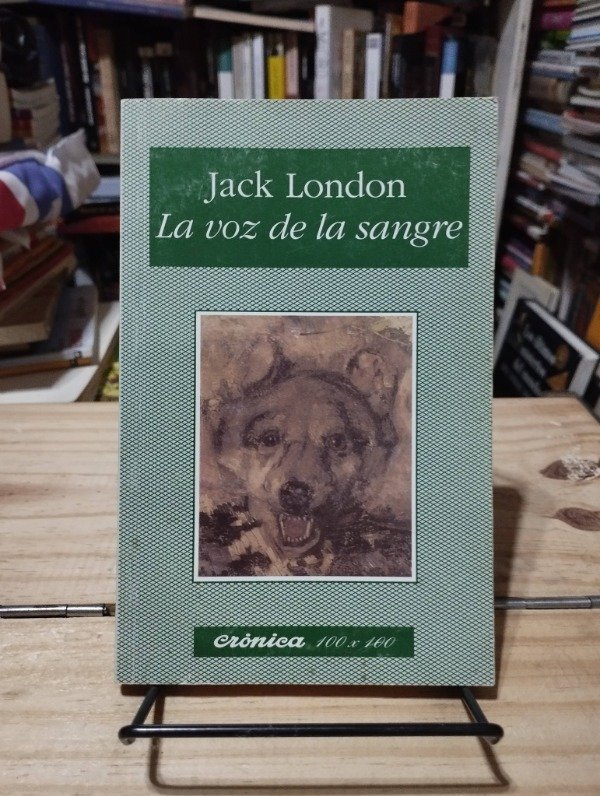 Jack London
La voz de la sangre
crònica 100 x 100